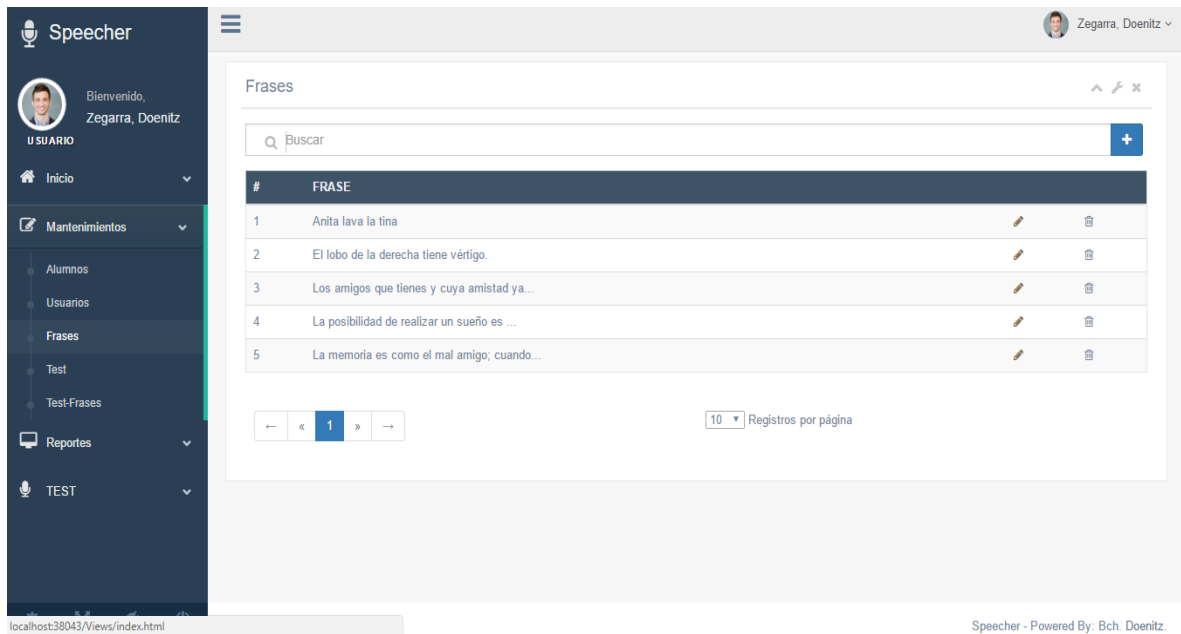 Speecher
Zegarra, Doenitz
Bienvenido,
Zegarra, Doenitz
USUARIO
Inicio
Mantenimientos
Alumnos
Usuarios
Frases
Test
Test-Frases
Reportes
TEST
Frases
Buscar
# FRASE
1 Anita lava la tina
2 El lobo de la derecha tiene vértigo.
3 Los amigos que tienes y cuya amistad ya...
4 La posibilidad de realizar un sueño es ...
5 La memoria es como el mal amigo; cuando...
← « 1 » →
10 Registros por página
localhost:38043/Views/index.html
Speecher - Powered By: Bch. Doenitz.